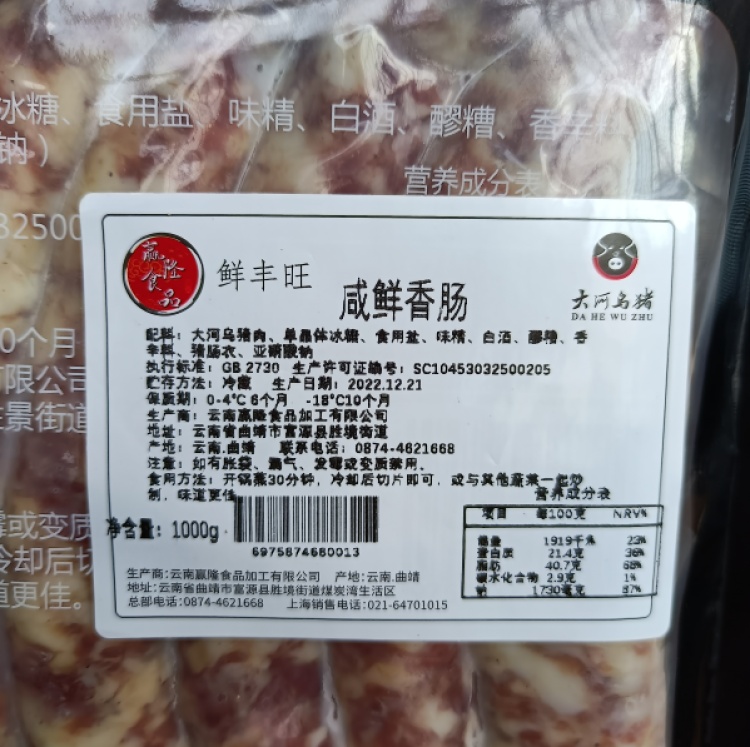 冰糖、食用盐、味精、白酒、醪糟、香辛料
钠）
营养成分表
32500
0个月
限公司
胜景街道
霉或变质
冷却后切
道更佳。
赢隆食品
鲜丰旺
咸鲜香肠
大河乌猪
DA HE WU ZHU
配料：大河乌猪肉、单晶体冰糖、食用盐、味精、白酒、醪糟、香
辛料、猪肠衣、亚硝酸钠
执行标准：GB 2730 生产许可证编号：SC10453032500205
贮存方法：冷藏 生产日期：2022.12.21
保质期：0-4℃ 6个月 -18℃10个月
生产商：云南赢隆食品加工有限公司
地址：云南省曲靖市富源县胜境街道
产地：云南.曲靖 联系电话：0874-4621668
注意：如有胀袋、漏气、发霉或变质禁用。
食用方法：开锅蒸30分钟，冷却后切片即可，或与其他蔬菜一起炒
制，味道更佳
净含量：1000g
6975874680013
营养成分表
项目 每100克 NRV%
能量 1919千焦 23%
蛋白质 21.4克 36%
脂肪 40.7克 68%
碳水化合物 2.9克 1%
钠 1730毫克 87%
生产商:云南赢隆食品加工有限公司 产地:云南.曲靖
地址:云南省曲靖市富源县胜境街道煤炭湾生活区
总部电话:0874-4621668 上海销售电话:021-64701015